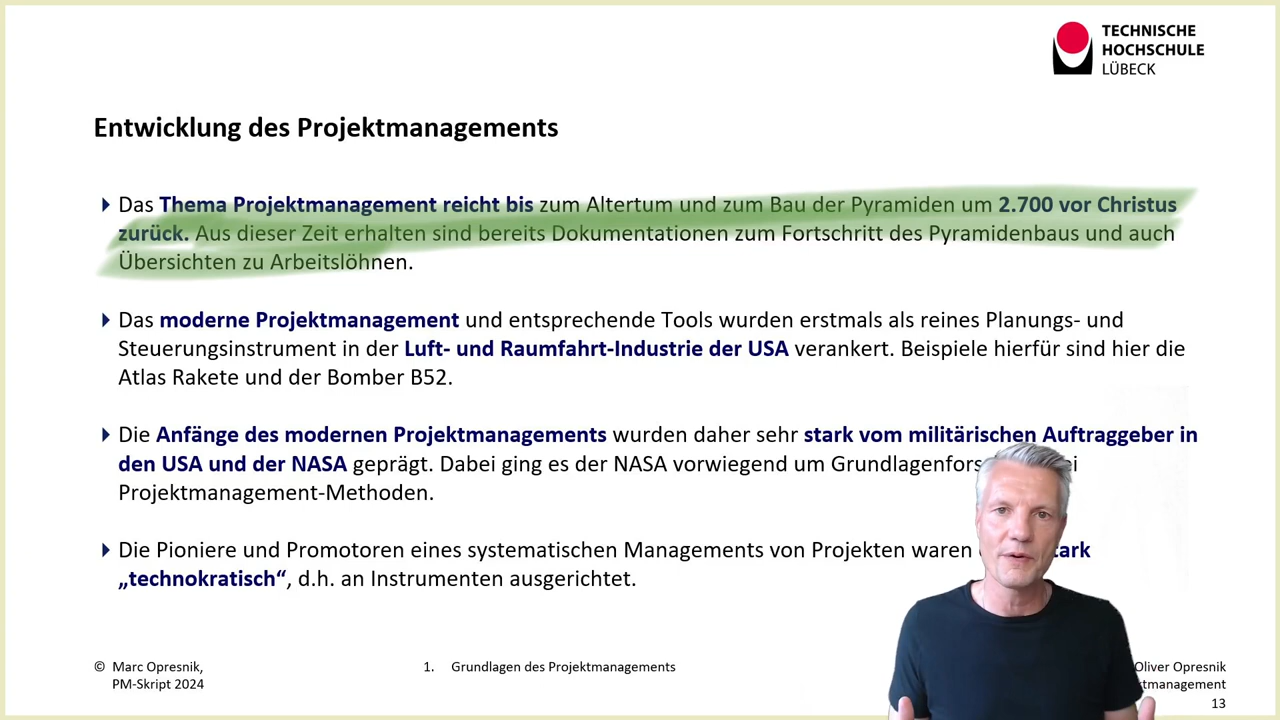 TECHNISCHE
HOCHSCHULE
LÜBECK
Entwicklung des Projektmanagements
Das Thema Projektmanagement reicht bis zum Altertum und zum Bau der Pyramiden um 2.700 vor Christus
zurück. Aus dieser Zeit erhalten sind bereits Dokumentationen zum Fortschritt des Pyramidenbaus und auch
Übersichten zu Arbeitslöhnen.
Das moderne Projektmanagement und entsprechende Tools wurden erstmals als reines Planungs- und
Steuerungsinstrument in der Luft- und Raumfahrt-Industrie der USA verankert. Beispiele hierfür sind hier die
Atlas Rakete und der Bomber B52.
Die Anfänge des modernen Projektmanagements wurden daher sehr stark vom militärischen Auftraggeber in
den USA und der NASA geprägt. Dabei ging es der NASA vorwiegend um
Projektmanagement-Methoden.
Die Pioniere und Promotoren eines systematischen Managements von Projekten waren
„technokratisch“, d.h. an Instrumenten ausgerichtet.
© Marc Opresnik,
PM-Skript 2024
1. Grundlagen des Projektmanagements
Oliver Opresnik
13